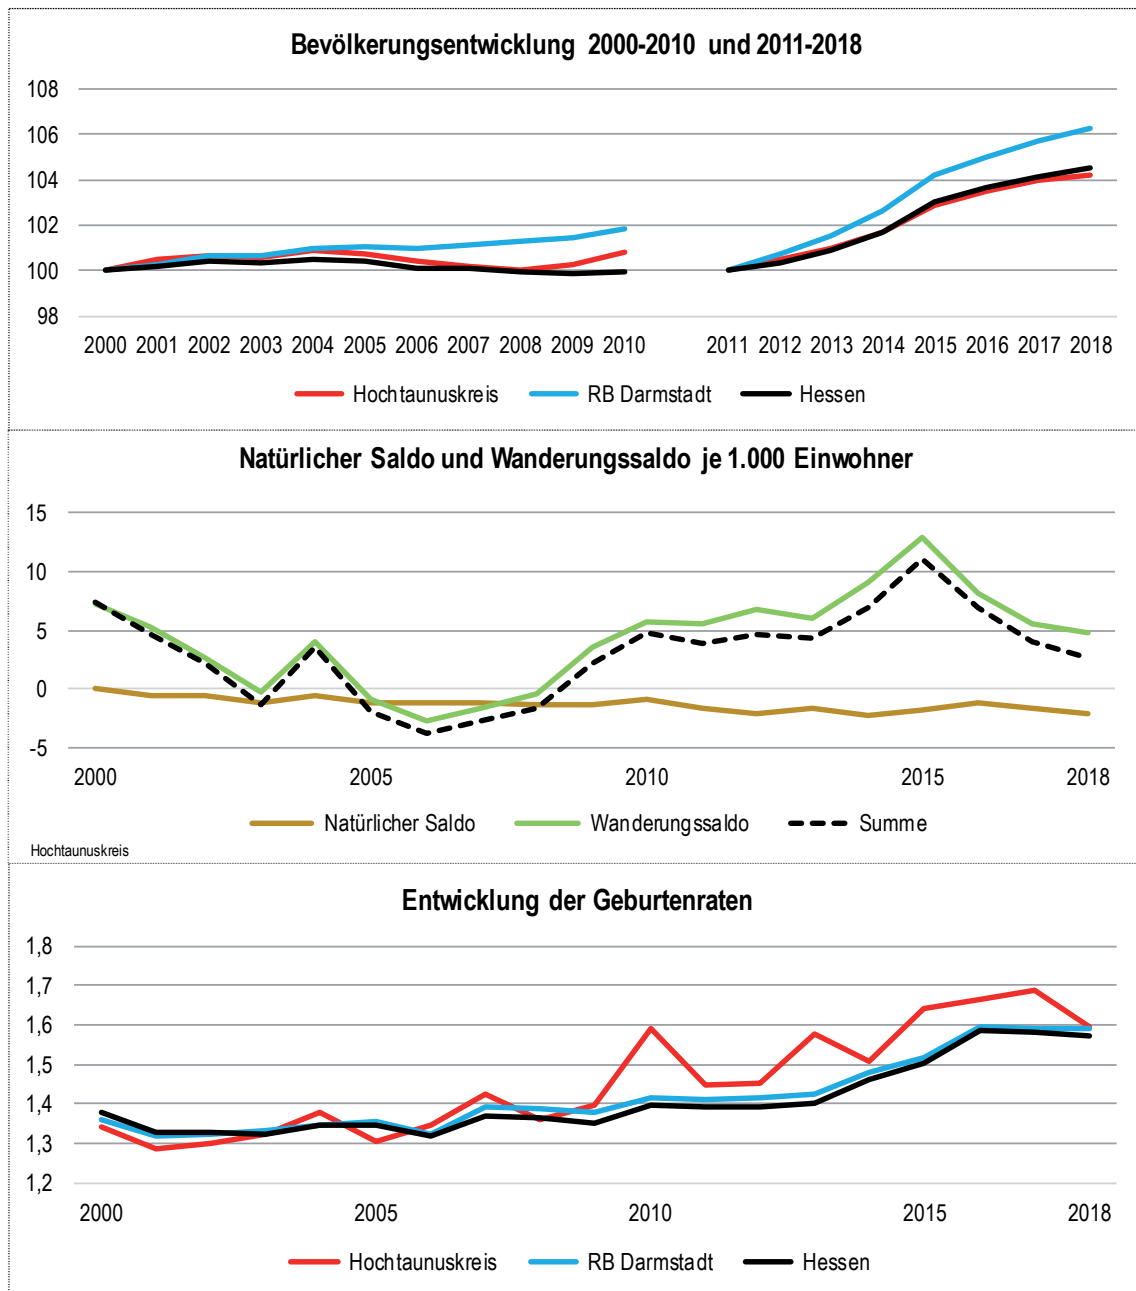 Bevölkerungsentwicklung 2000-2010 und 2011-2018
108
106
104
102
100
98
2000 2001 2002 2003 2004 2005 2006 2007 2008 2009 2010 2011 2012 2013 2014 2015 2016 2017 2018
Hochtaunuskreis RB Darmstadt Hessen
Natürlicher Saldo und Wanderungssaldo je 1.000 Einwohner
15
10
5
0
-5
2000 2005 2010 2015 2018
Natürlicher Saldo Wanderungssaldo Summe
Hochtaunuskreis
Entwicklung der Geburtenraten
1,8
1,7
1,6
1,5
1,4
1,3
1,2
2000 2005 2010 2015 2018
Hochtaunuskreis RB Darmstadt Hessen